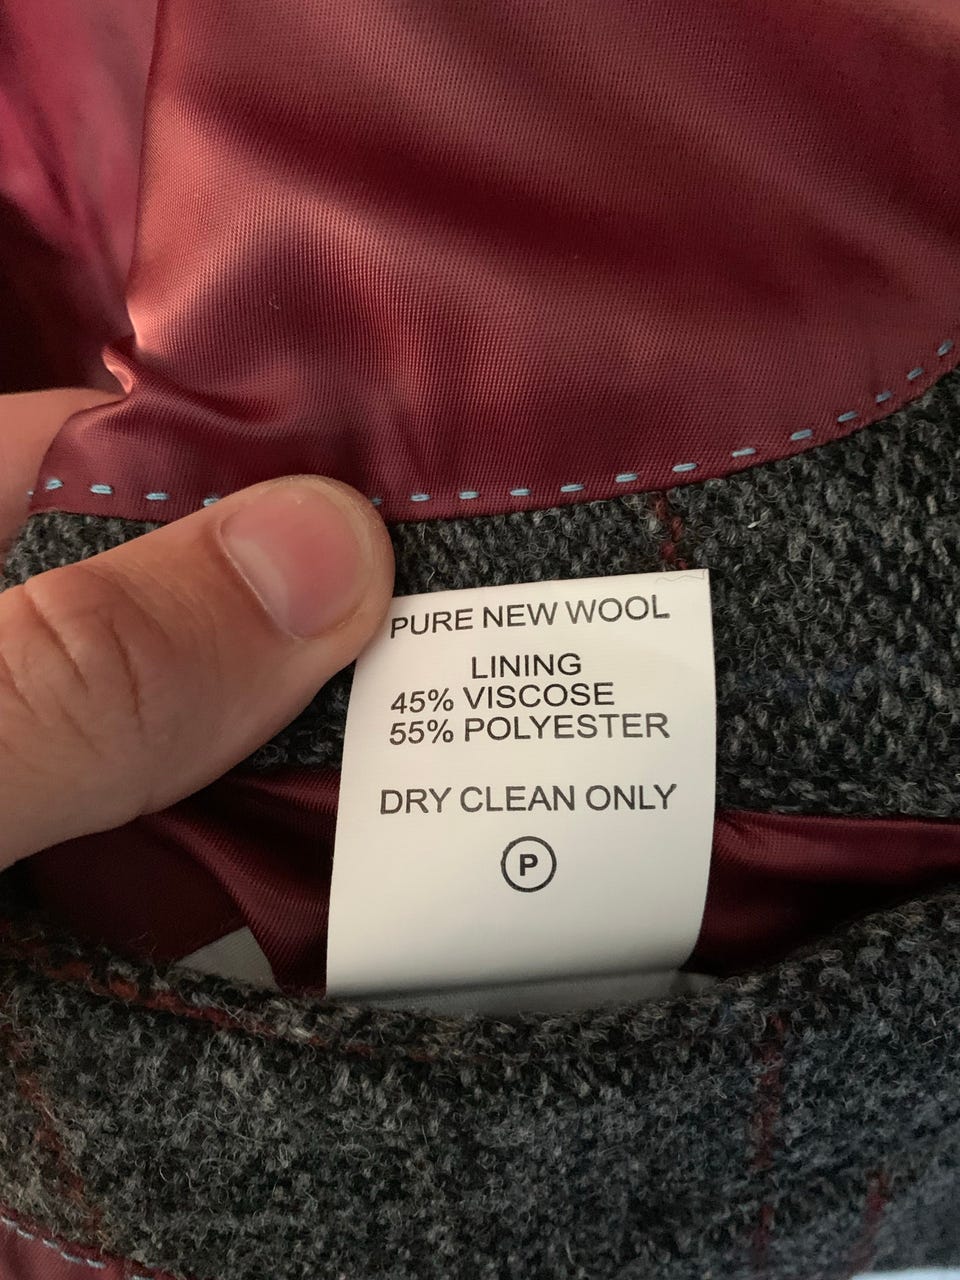 PURE NEW WOOL
LINING
45% VISCOSE
55% POLYESTER
DRY CLEAN ONLY
P